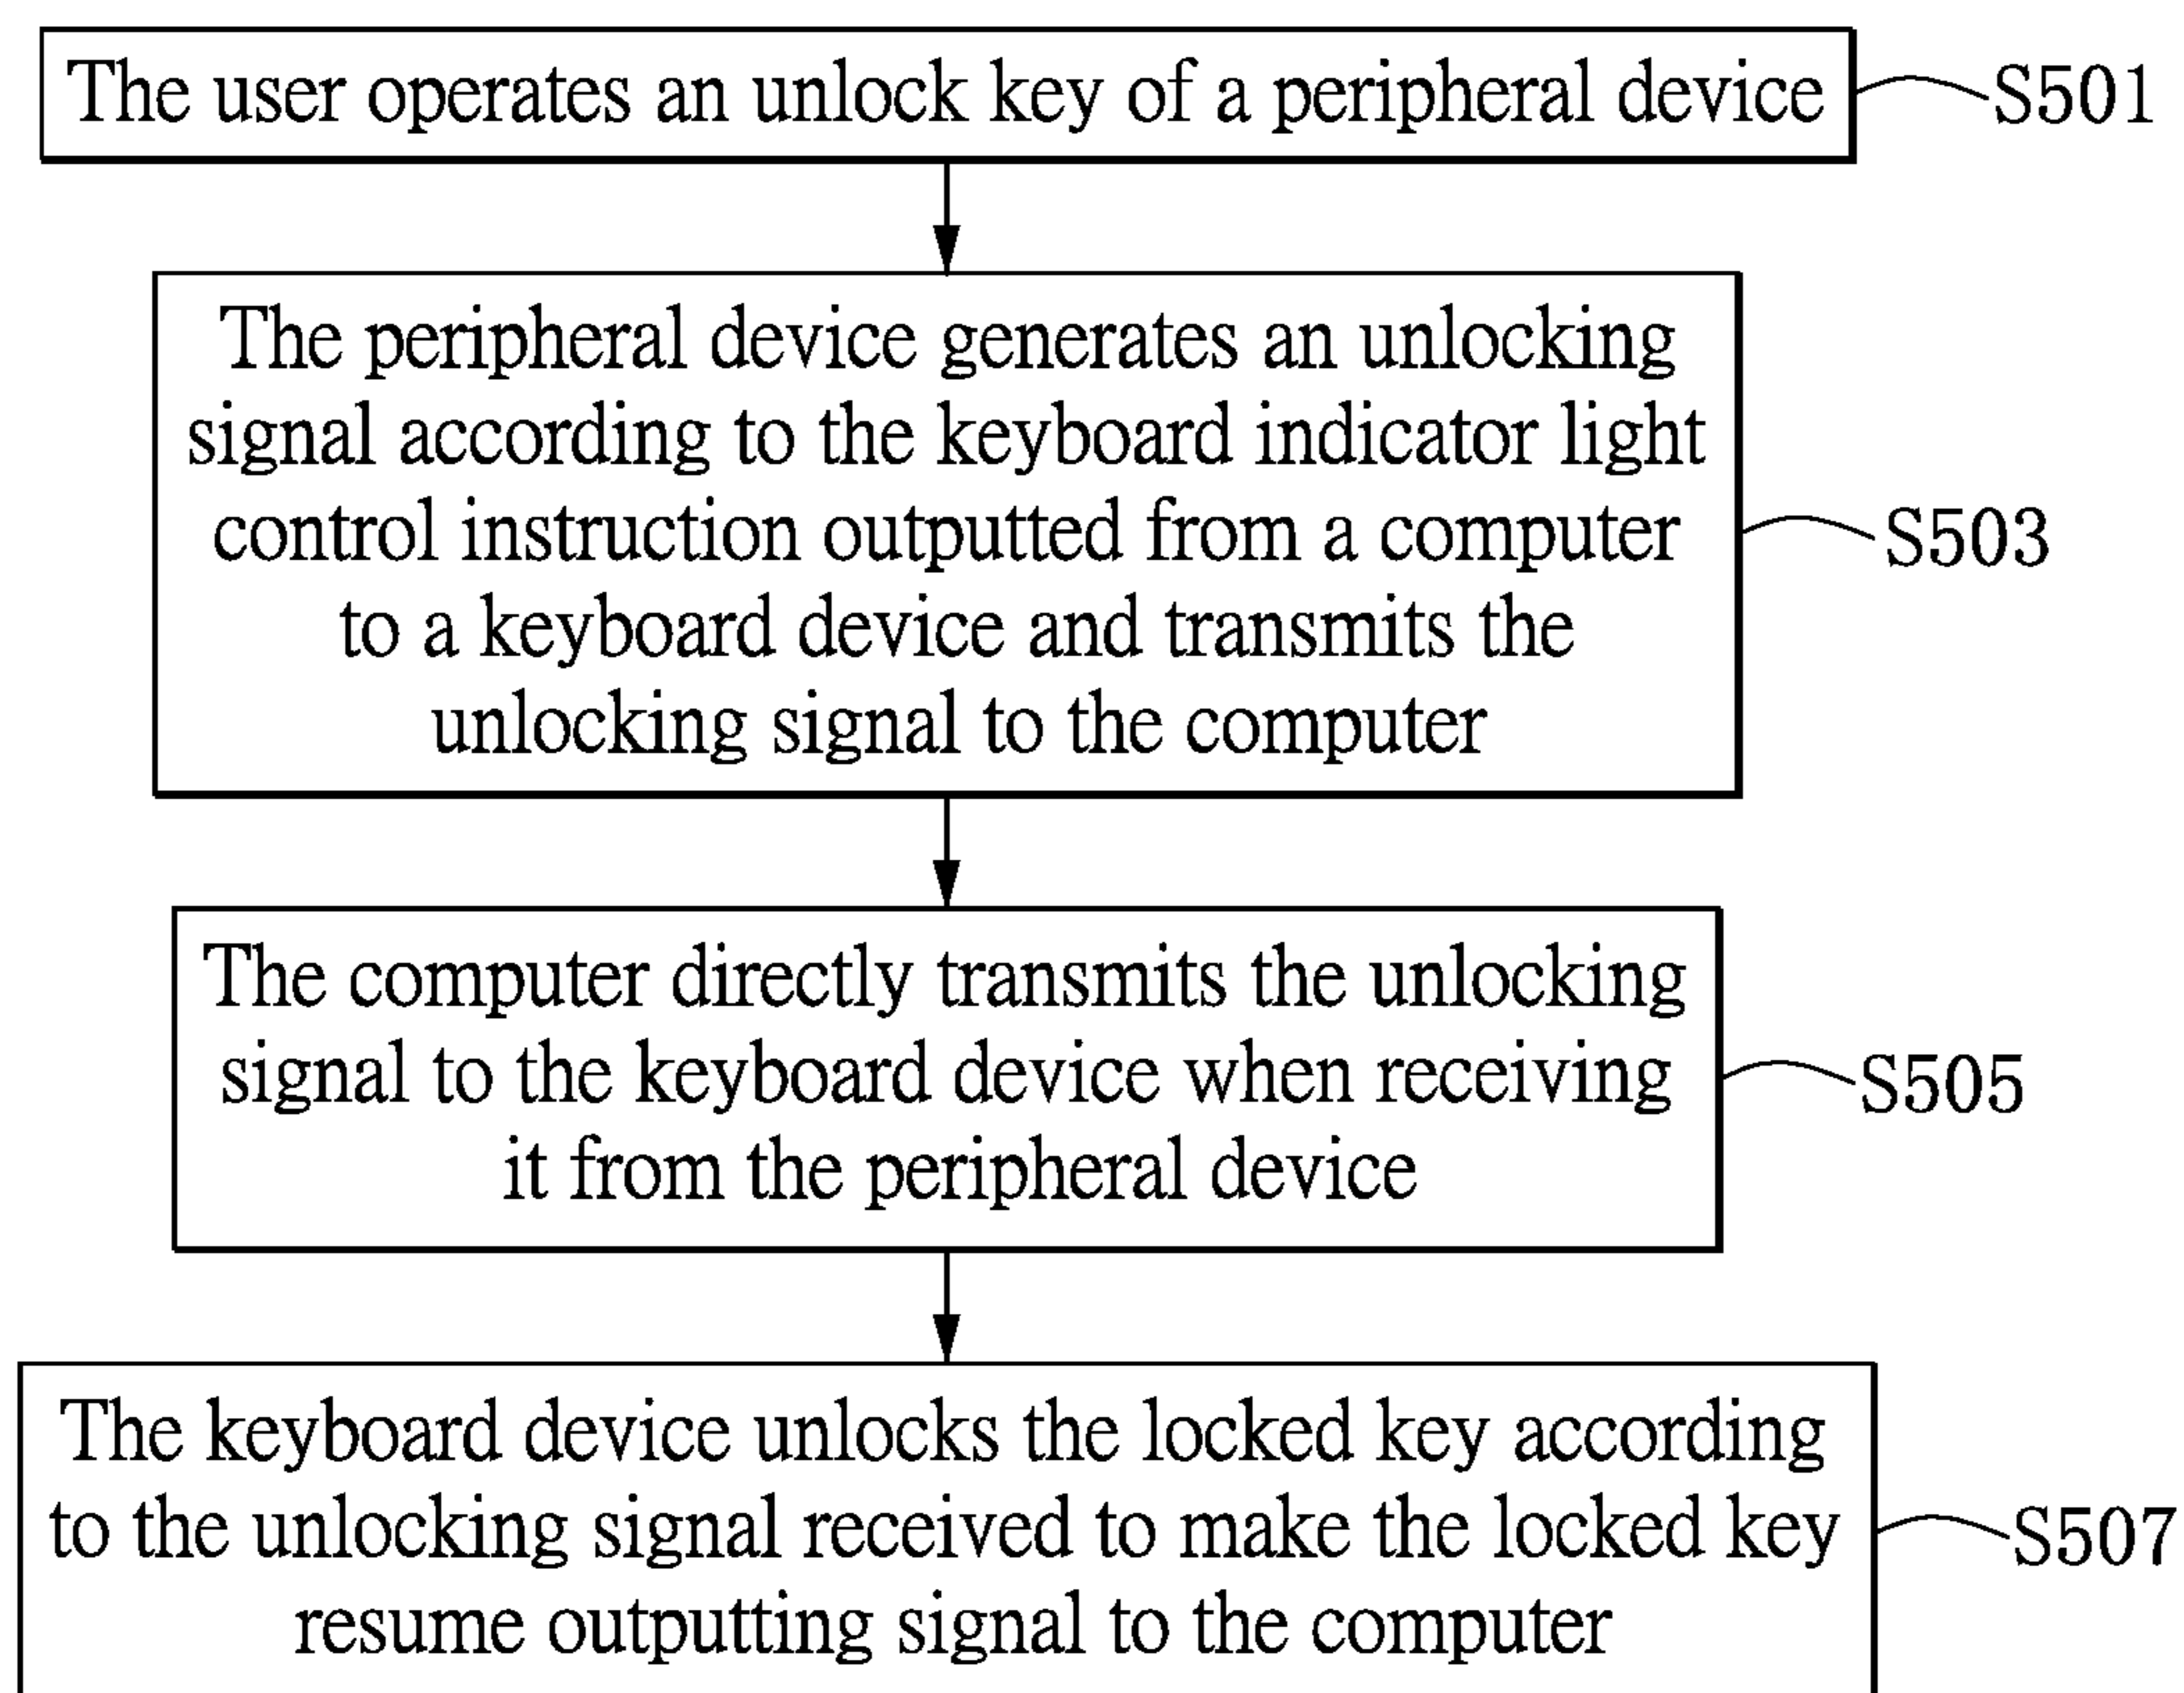 The user operates an unlock key of a peripheral device
S501
The peripheral device generates an unlocking
signal according to the keyboard indicator light
control instruction outputted from a computer
to a keyboard device and transmits the
unlocking signal to the computer
S503
The computer directly transmits the unlocking
signal to the keyboard device when receiving
it from the peripheral device
S505
The keyboard device unlocks the locked key according
to the unlocking signal received to make the locked key
resume outputting signal to the computer
S507